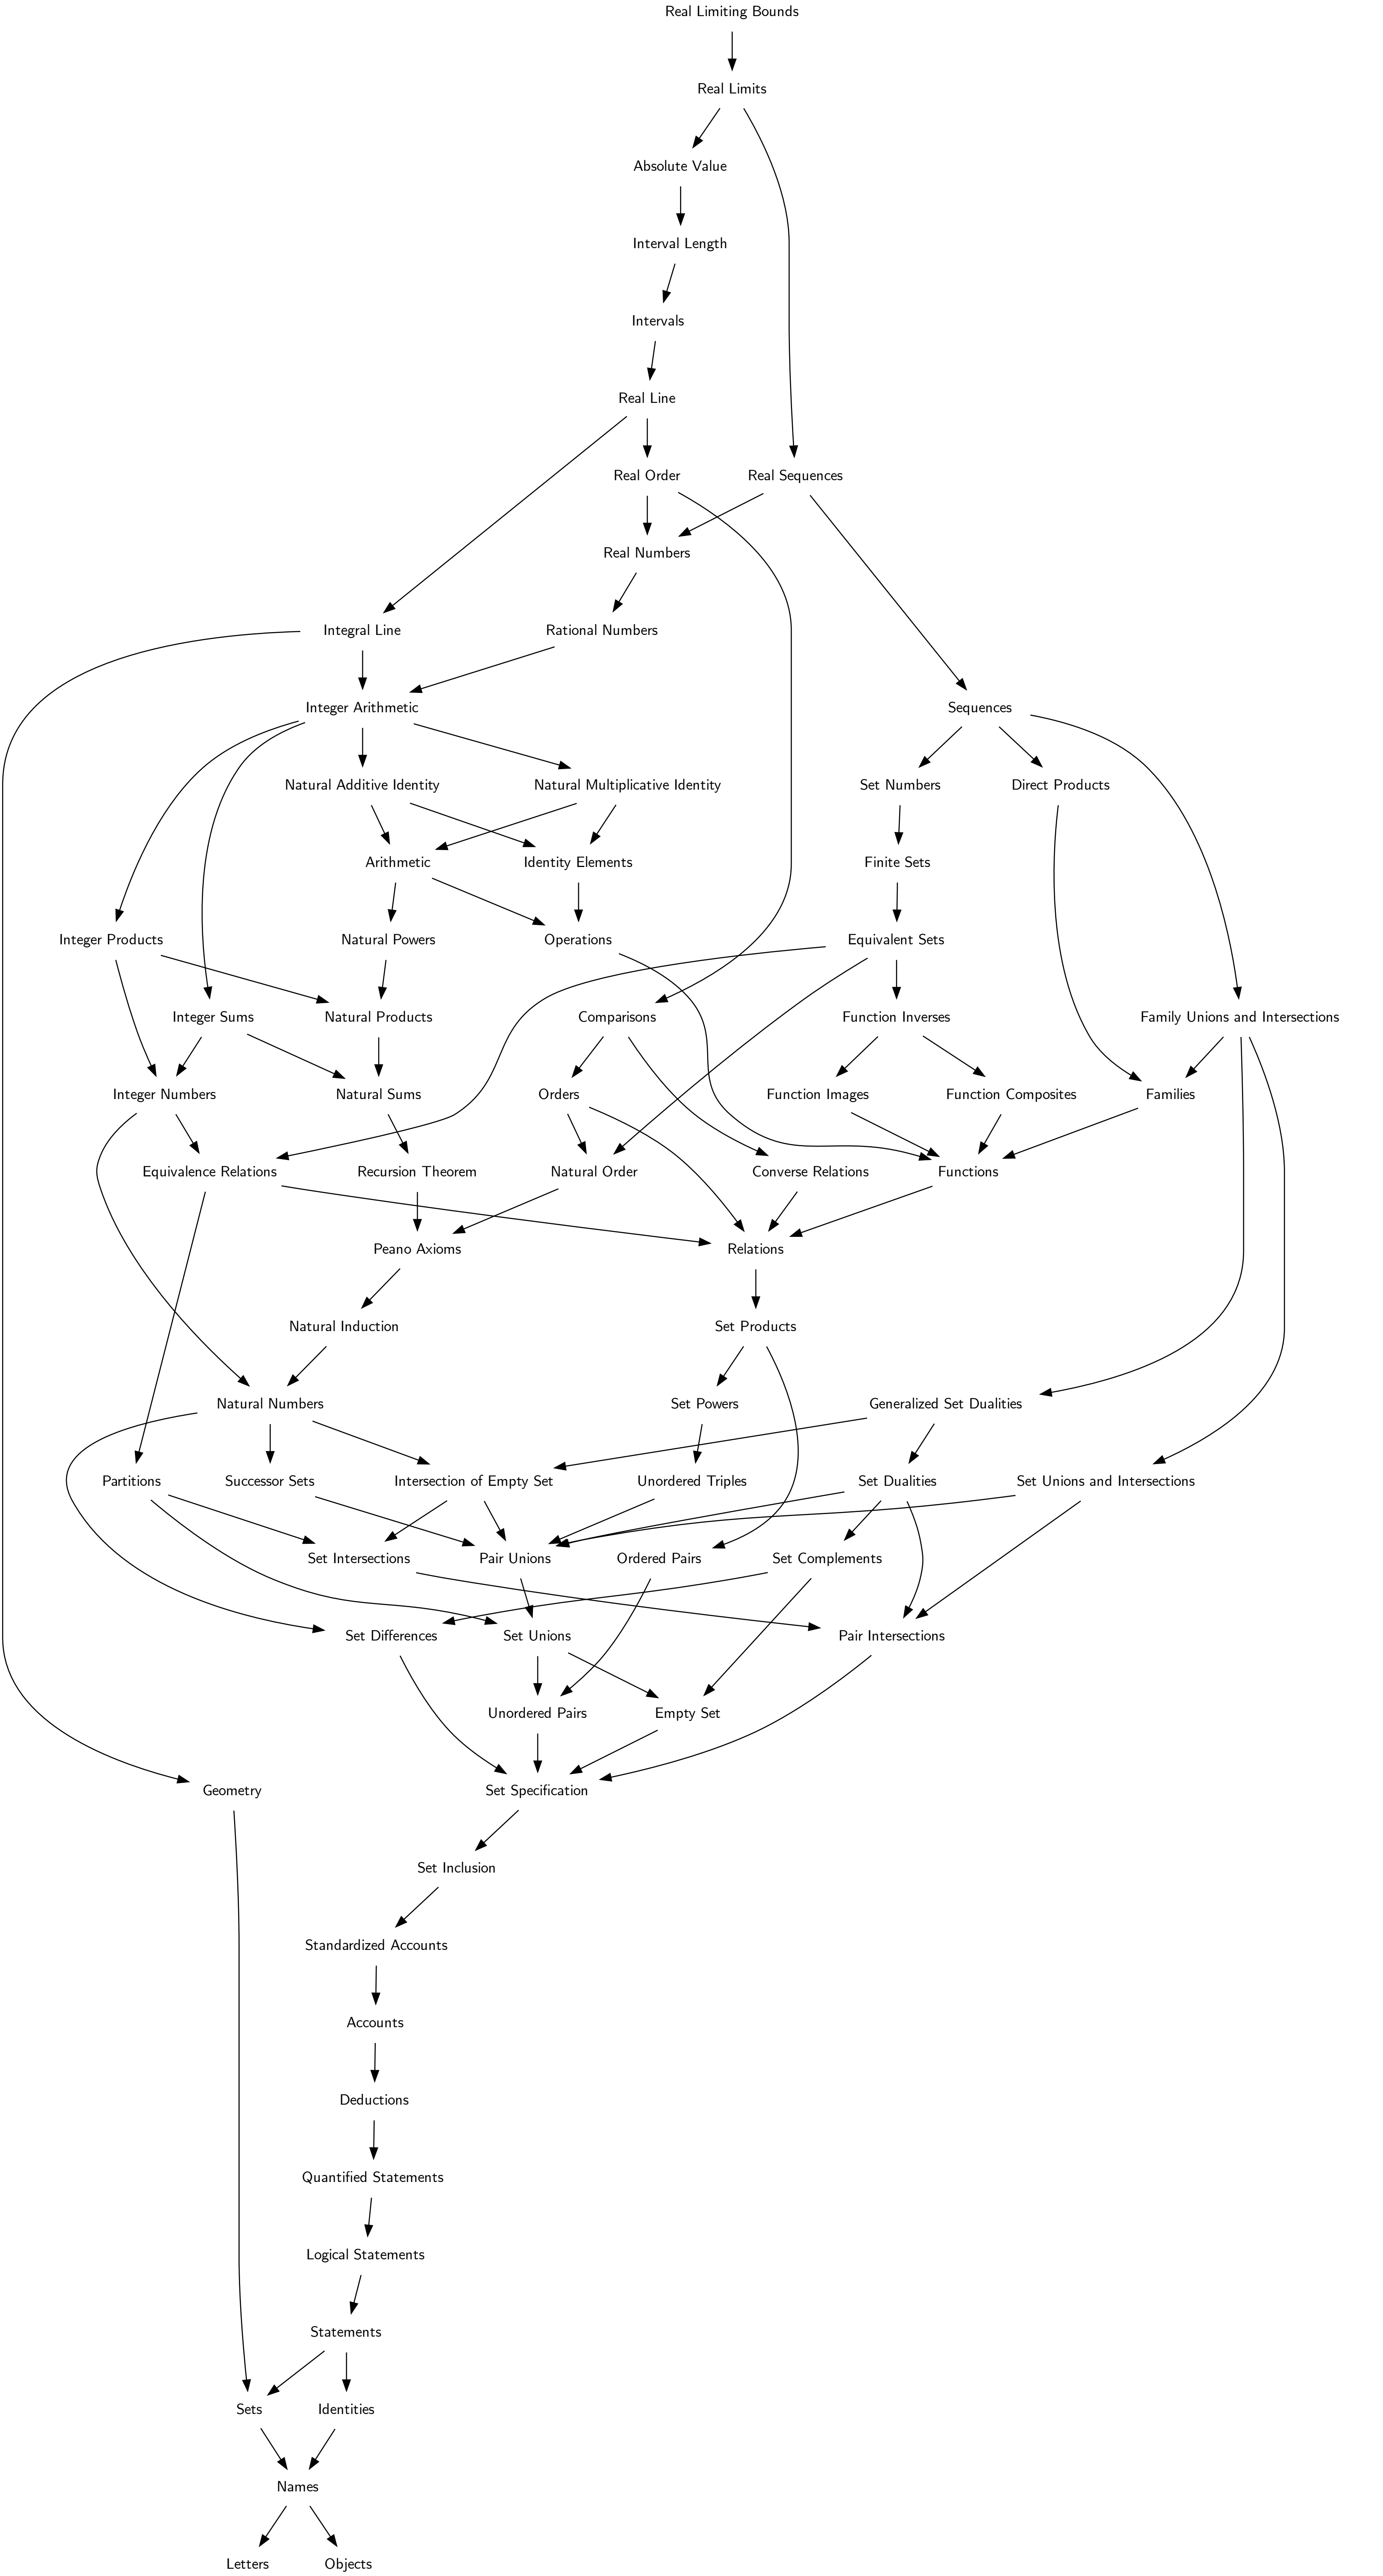 Real Limiting Bounds
Real Limits
Absolute Value
Interval Length
Intervals
Real Line
Real Order
Real Sequences
Real Numbers
Integral Line
Rational Numbers
Integer Arithmetic
Sequences
Natural Additive Identity
Natural Multiplicative Identity
Set Numbers
Direct Products
Arithmetic
Identity Elements
Finite Sets
Integer Products
Natural Powers
Operations
Equivalent Sets
Integer Sums
Natural Products
Comparisons
Function Inverses
Family Unions and Intersections
Integer Numbers
Natural Sums
Orders
Function Images
Function Composites
Families
Equivalence Relations
Recursion Theorem
Natural Order
Converse Relations
Functions
Peano Axioms
Relations
Natural Induction
Set Products
Natural Numbers
Set Powers
Generalized Set Dualities
Partitions
Successor Sets
Intersection of Empty Set
Unordered Triples
Set Dualities
Set Unions and Intersections
Set Intersections
Pair Unions
Ordered Pairs
Set Complements
Set Differences
Set Unions
Pair Intersections
Unordered Pairs
Empty Set
Geometry
Set Specification
Set Inclusion
Standardized Accounts
Accounts
Deductions
Quantified Statements
Logical Statements
Statements
Sets
Identities
Names
Letters
Objects